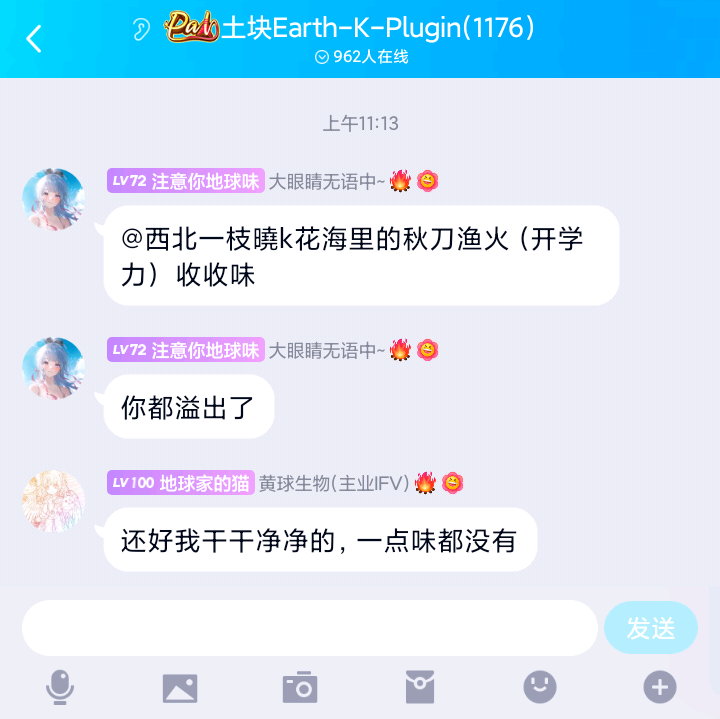 土块Earth-K-Plugin(1176)
962人在线
上午11:13
LV72 注意你地球味 大眼睛无语中~
@西北一枝曉k花海里的秋刀渔火（开学
力）收收味
LV72 注意你地球味 大眼睛无语中~
你都溢出了
LV100 地球家的猫 黄球生物(主业IFV)
还好我干干净净的，一点味都没有
发送